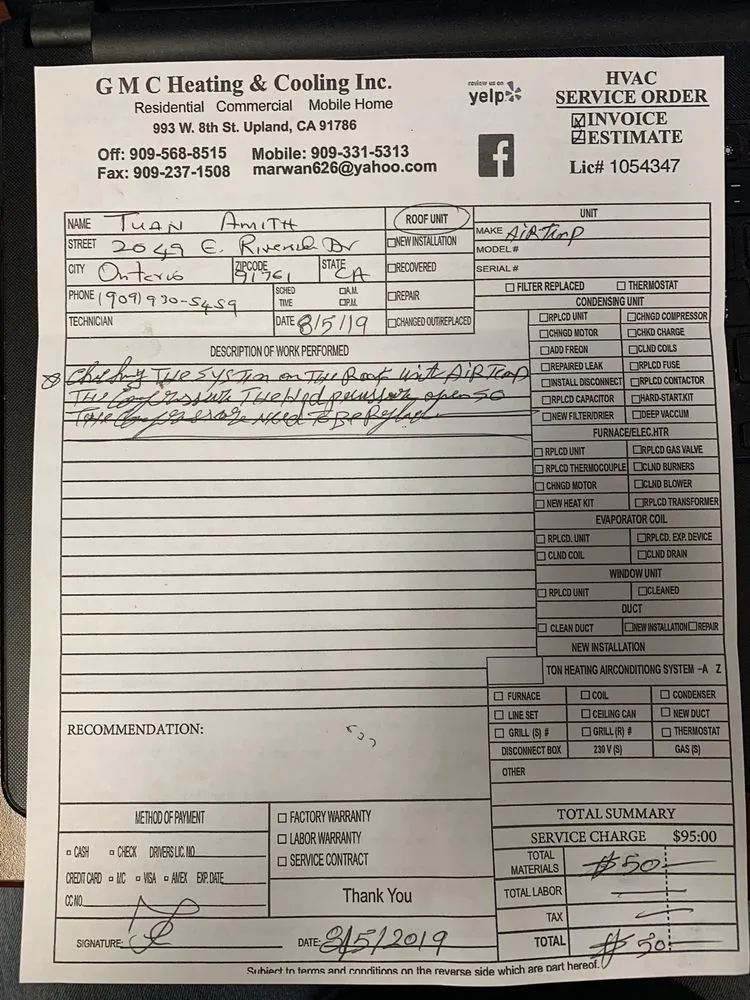 G M C Heating & Cooling Inc.
Residential Commercial Mobile Home
993 W. 8th St. Upland, CA 91786
Off: 909-568-8515 Mobile: 909-331-5313
Fax: 909-237-1508 marwan626@yahoo.com
review us on
yelp
f
HVAC
SERVICE ORDER
INVOICE
ESTIMATE
Lic# 1054347
NAME TUAN AMITH
STREET 2049 E. Dr
CITY ZIPCODE 91761 STATE CA
PHONE (909) 930-5459 SCHED TIME A.M. P.M.
TECHNICIAN DATE 8/5/19
ROOF UNIT
NEW INSTALLATION
RECOVERED
REPAIR
CHANGED OUT/REPLACED
UNIT
MAKE AiRTemp
MODEL#
SERIAL#
FILTER REPLACED THERMOSTAT
CONDENSING UNIT
RPLCD UNIT CHNGD COMPRESSOR
CHNGD MOTOR CHKD CHARGE
ADD FREON CLND COILS
REPAIRED LEAK RPLCD FUSE
INSTALL DISCONNECT RPLCD CONTACTOR
RPLCD CAPACITOR HARD-START.KIT
NEW FILTER/DRIER DEEP VACCUM
FURNACE/ELEC.HTR
RPLCD UNIT RPLCD GAS VALVE
RPLCD THERMOCOUPLE CLND BURNERS
CHNGD MOTOR CLND BLOWER
NEW HEAT KIT RPLCD TRANSFORMER
EVAPORATOR COIL
RPLCD. UNIT RPLCD. EXP. DEVICE
CLND COIL CLND DRAIN
WINDOW UNIT
RPLCD UNIT CLEANED
DUCT
CLEAN DUCT NEW INSTALLATION REPAIR
NEW INSTALLATION
TON HEATING AIRCONDITIONG SYSTEM -A Z
FURNACE COIL CONDENSER
LINE SET CEILING CAN NEW DUCT
GRILL (S) # GRILL (R) # THERMOSTAT
DISCONNECT BOX 230 V (S) GAS (S)
OTHER
DESCRIPTION OF WORK PERFORMED
THE SYSTEM on THE Roof AiRTemp
THE open SO
THE NEED TO BE
RECOMMENDATION:
METHOD OF PAYMENT
CASH CHECK DRIVERS LIC. NO.
CREDIT CARD MC VISA AMEX EXP. DATE
CC NO.
SIGNATURE:
FACTORY WARRANTY
LABOR WARRANTY
SERVICE CONTRACT
Thank You
DATE: 8/5/2019
TOTAL SUMMARY
SERVICE CHARGE $95:00
TOTAL MATERIALS $50
TOTAL LABOR
TAX
TOTAL $50
Subject to terms and conditions on the reverse side which are part hereof.